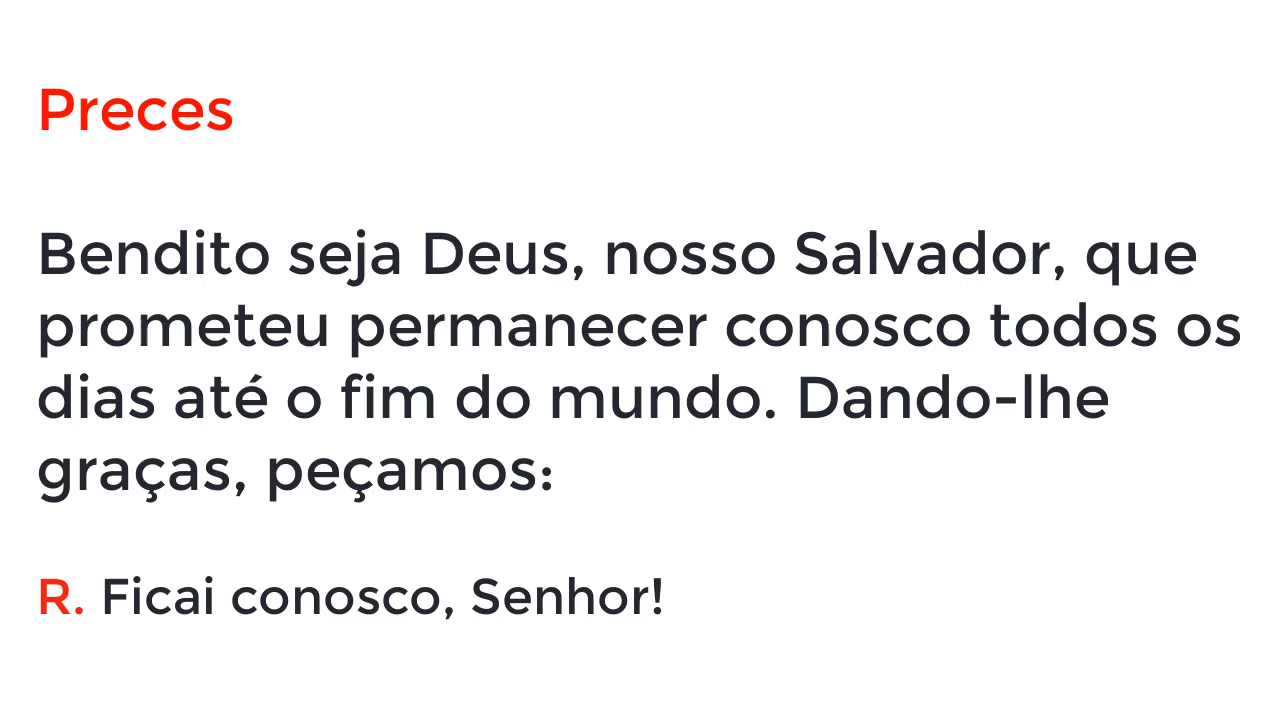 Preces
Bendito seja Deus, nosso Salvador, que
prometeu permanecer conosco todos os
dias até o fim do mundo. Dando-lhe
graças, peçamos:
R. Ficai conosco, Senhor!